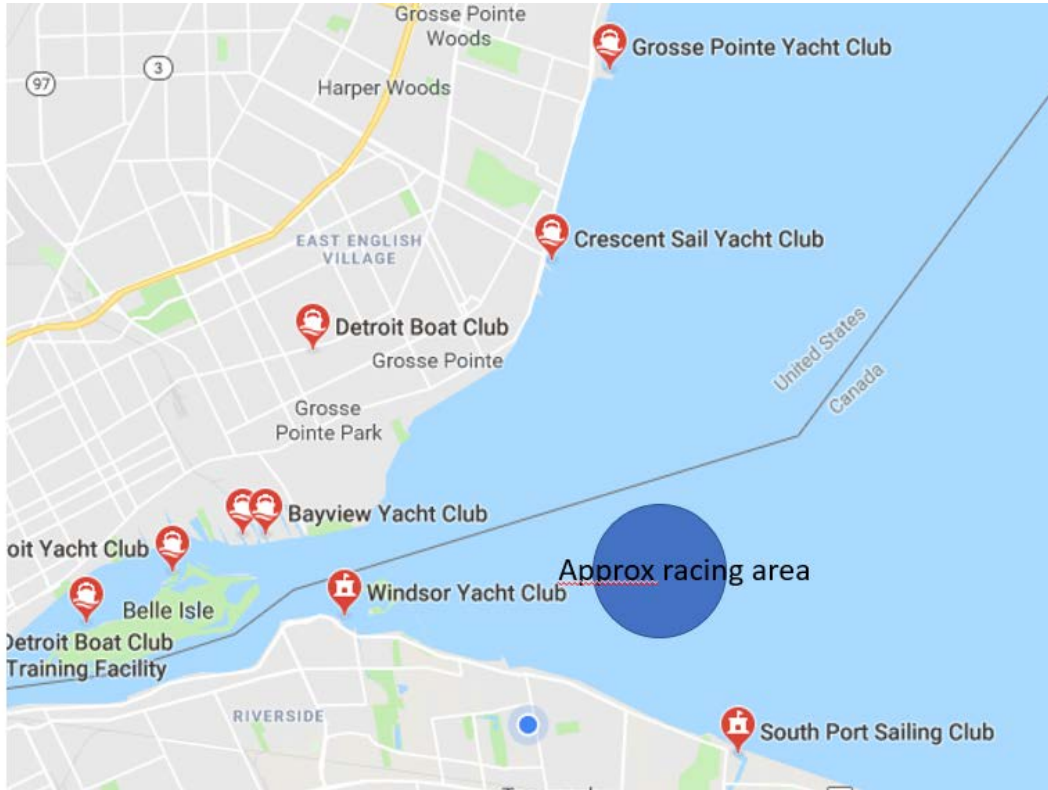 Grosse Pointe
Woods
Grosse Pointe Yacht Club
3
97
Harper Woods
Crescent Sail Yacht Club
EAST ENGLISH
VILLAGE
Detroit Boat Club
United States
Grosse Pointe
Canada
Grosse
Pointe Park
Bayview Yacht Club
oit Yacht Club
Approx racing area
Windsor Yacht Club
Belle Isle
Detroit Boat Club
Training Facility
RIVERSIDE
South Port Sailing Club